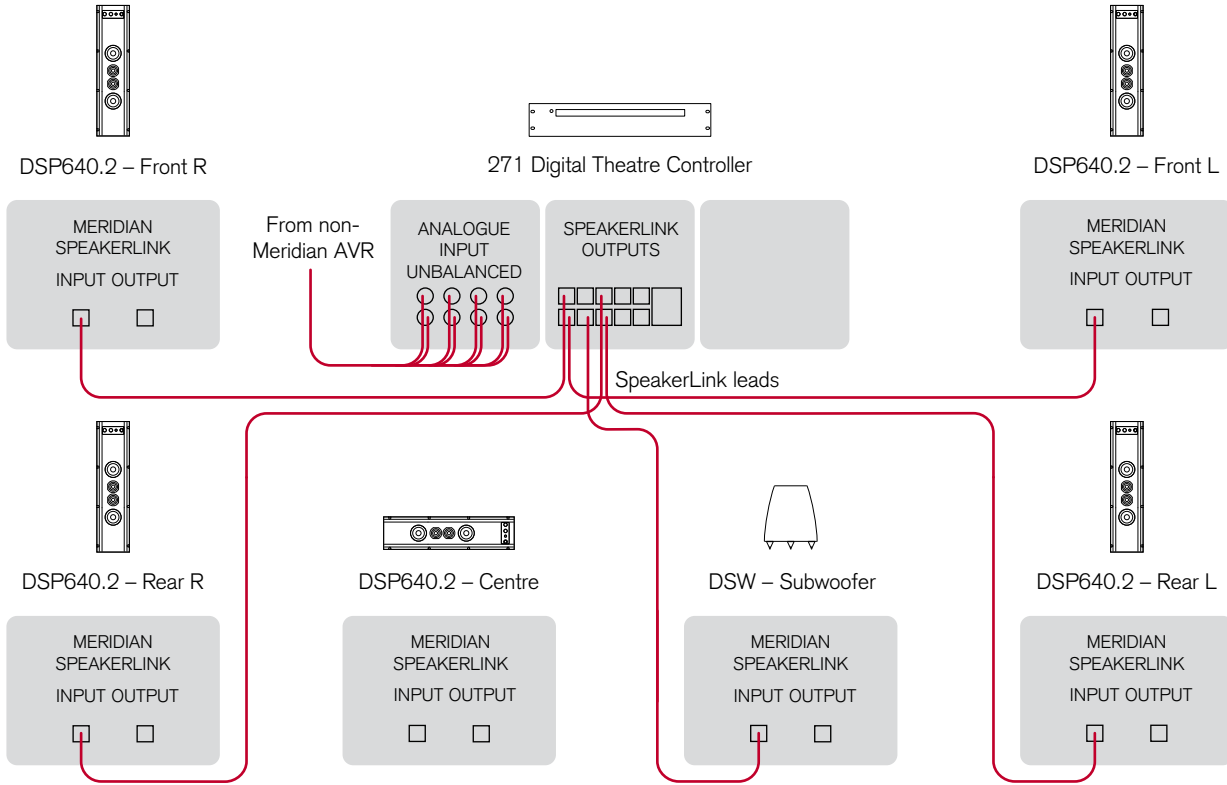 DSP640.2 – Front R
271 Digital Theatre Controller
DSP640.2 – Front L
MERIDIAN
SPEAKERLINK
INPUT OUTPUT
From non-
Meridian AVR
ANALOGUE
INPUT
UNBALANCED
SPEAKERLINK
OUTPUTS
MERIDIAN
SPEAKERLINK
INPUT OUTPUT
SpeakerLink leads
DSP640.2 – Rear R
DSP640.2 – Centre
DSW – Subwoofer
DSP640.2 – Rear L
MERIDIAN
SPEAKERLINK
INPUT OUTPUT
MERIDIAN
SPEAKERLINK
INPUT OUTPUT
MERIDIAN
SPEAKERLINK
INPUT OUTPUT
MERIDIAN
SPEAKERLINK
INPUT OUTPUT